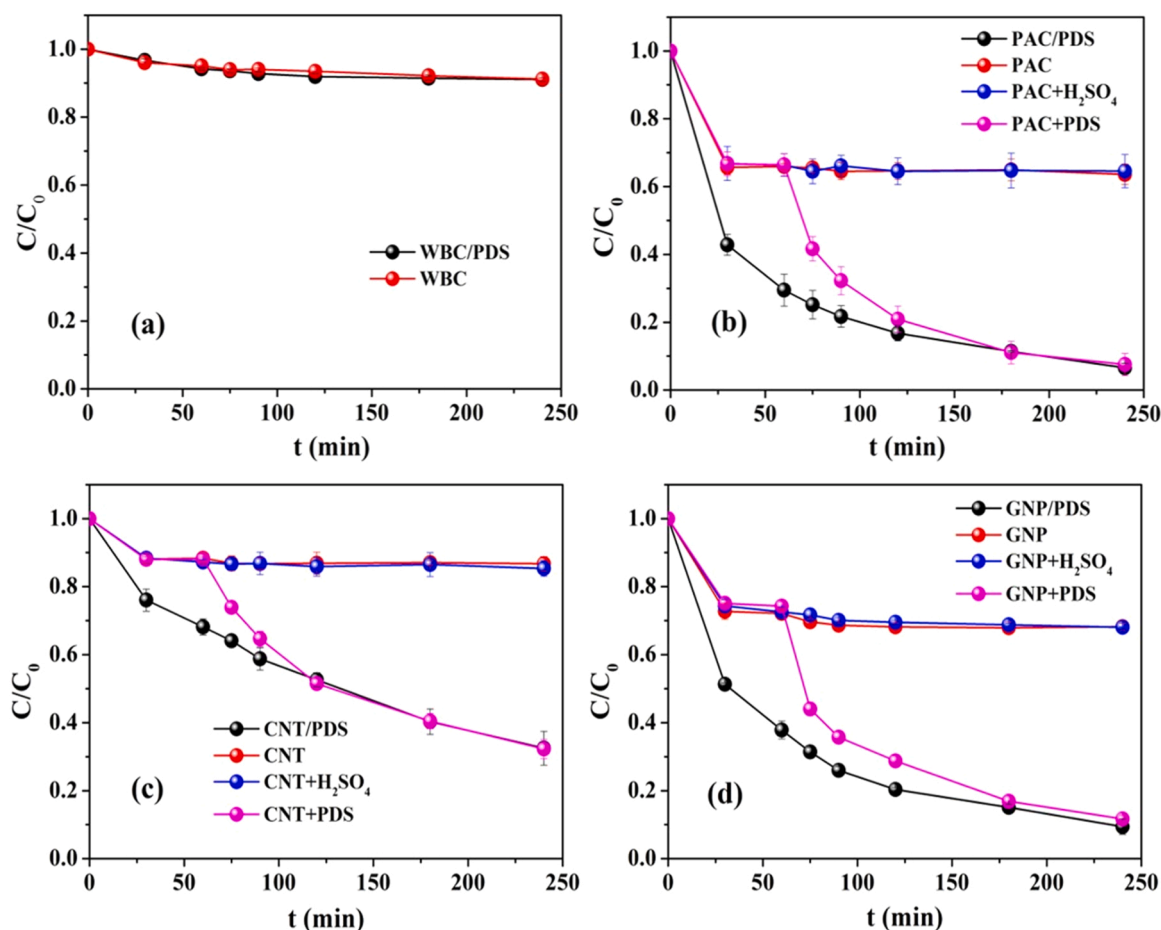 1.0
0.8
0.6
0.4
0.2
0.0
C/C₀
WBC/PDS
WBC
(a)
0 50 100 150 200 250
t (min)
1.0
0.8
0.6
0.4
0.2
0.0
C/C₀
PAC/PDS
PAC
PAC+H₂SO₄
PAC+PDS
(b)
0 50 100 150 200 250
t (min)
1.0
0.8
0.6
0.4
0.2
0.0
C/C₀
CNT/PDS
CNT
CNT+H₂SO₄
CNT+PDS
(c)
0 50 100 150 200 250
t (min)
1.0
0.8
0.6
0.4
0.2
0.0
C/C₀
GNP/PDS
GNP
GNP+H₂SO₄
GNP+PDS
(d)
0 50 100 150 200 250
t (min)